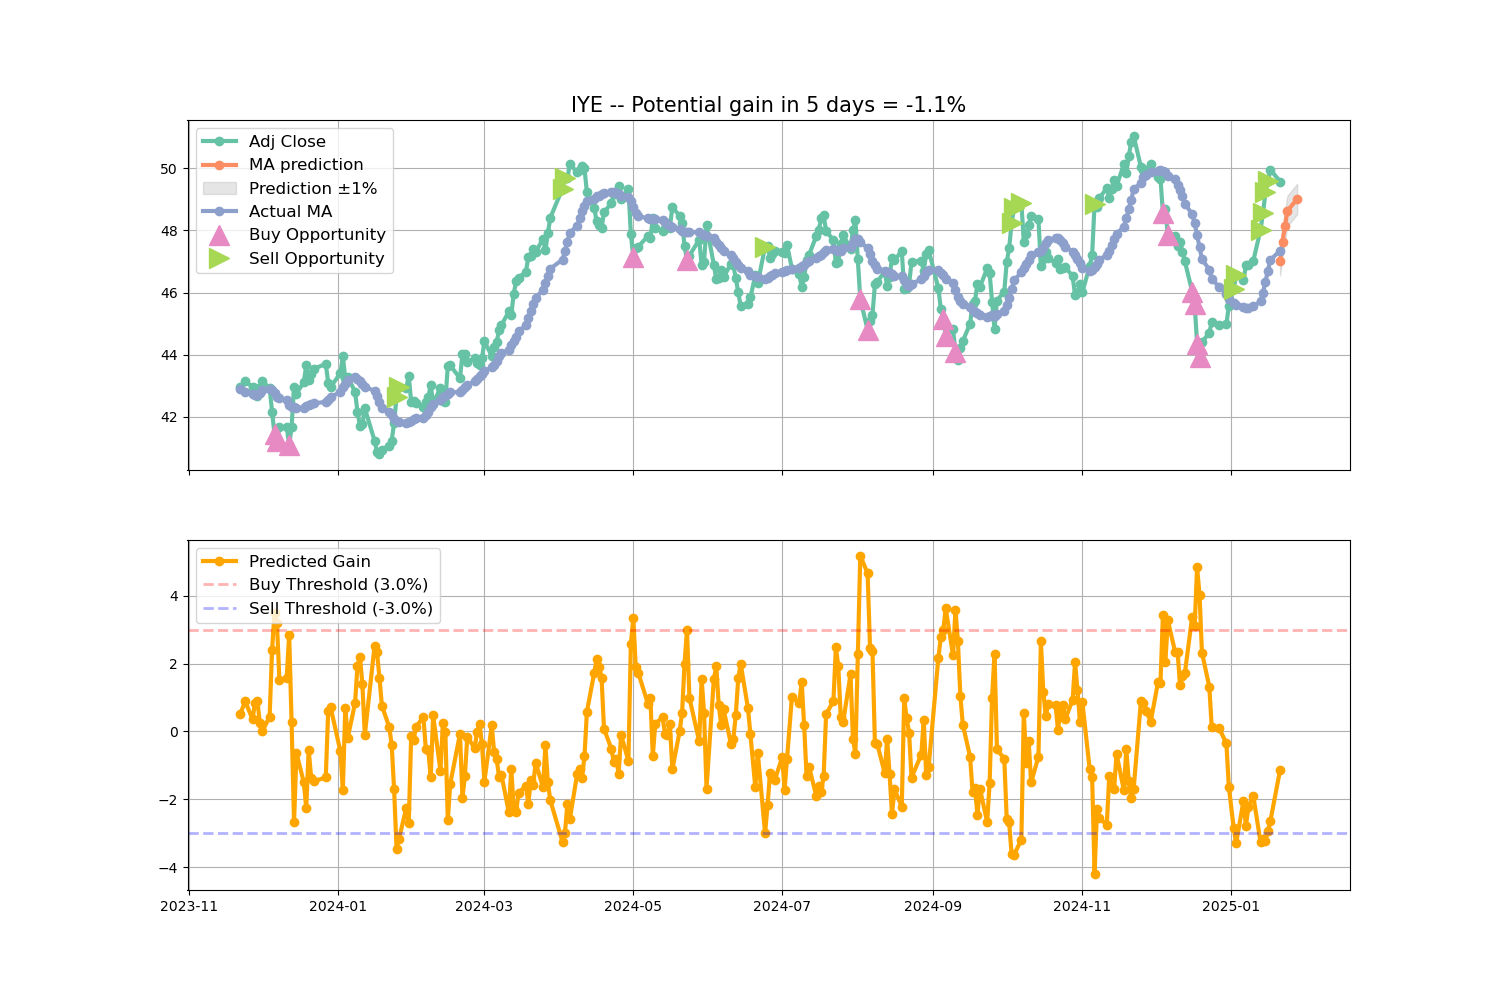 IYE -- Potential gain in 5 days = -1.1%
Adj Close
MA prediction
Prediction ±1%
Actual MA
Buy Opportunity
Sell Opportunity
50
48
46
44
42
Predicted Gain
Buy Threshold (3.0%)
Sell Threshold (-3.0%)
4
2
0
−2
−4
2023-11 2024-01 2024-03 2024-05 2024-07 2024-09 2024-11 2025-01